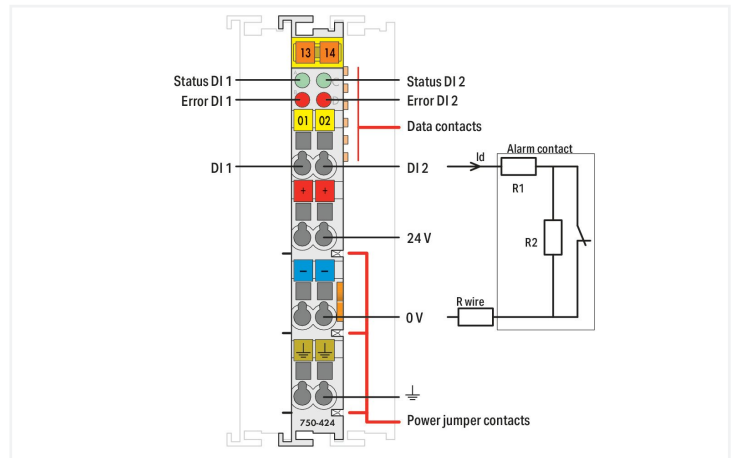 13 14
Status DI 1
Status DI 2
Error DI 1
Error DI 2
01 02
Data contacts
DI 1
DI 2
Id
Alarm contact
R1
+ +
R2
24 V
− −
R wire
0 V
750-424
Power jumper contacts